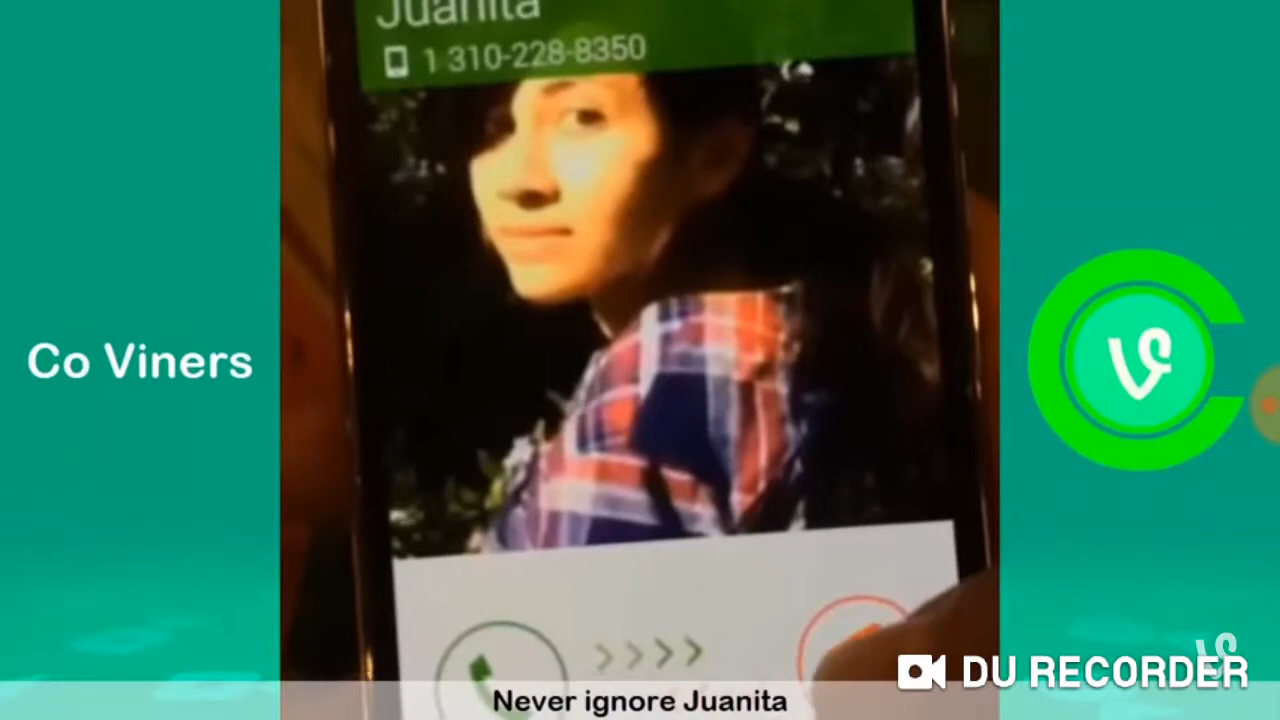 Juanita
1 310-228-8350
Co Viners
DU RECORDER
Never ignore Juanita